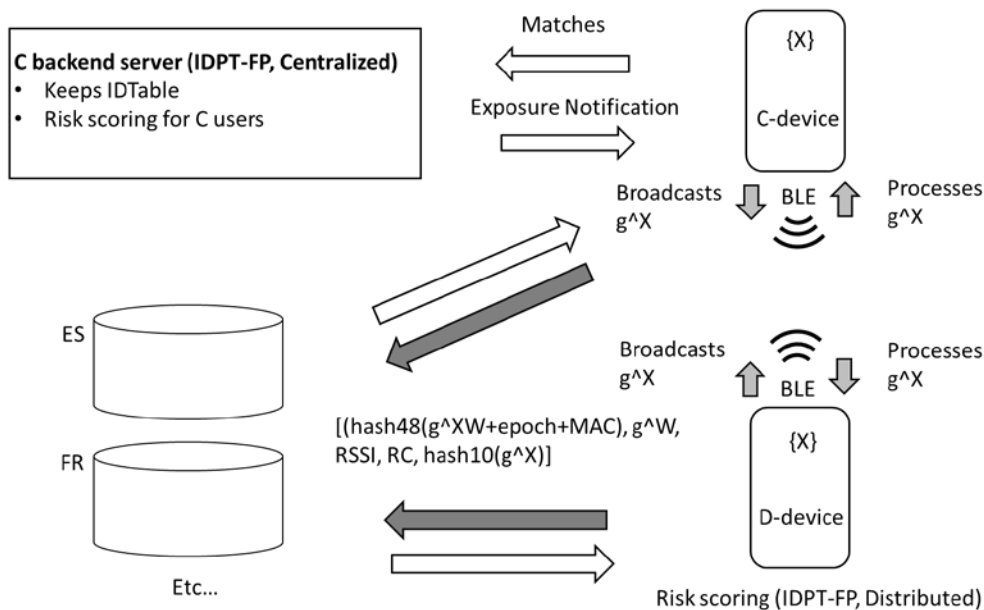 Matches
{X}
C backend server (IDPT-FP, Centralized)
• Keeps IDTable
• Risk scoring for C users
Exposure Notification
C-device
Broadcasts
g^X
BLE
Processes
g^X
ES
Broadcasts
g^X
BLE
Processes
g^X
[(hash48(g^XW+epoch+MAC), g^W,
RSSI, RC, hash10(g^X)]
FR
{X}
D-device
Etc...
Risk scoring (IDPT-FP, Distributed)